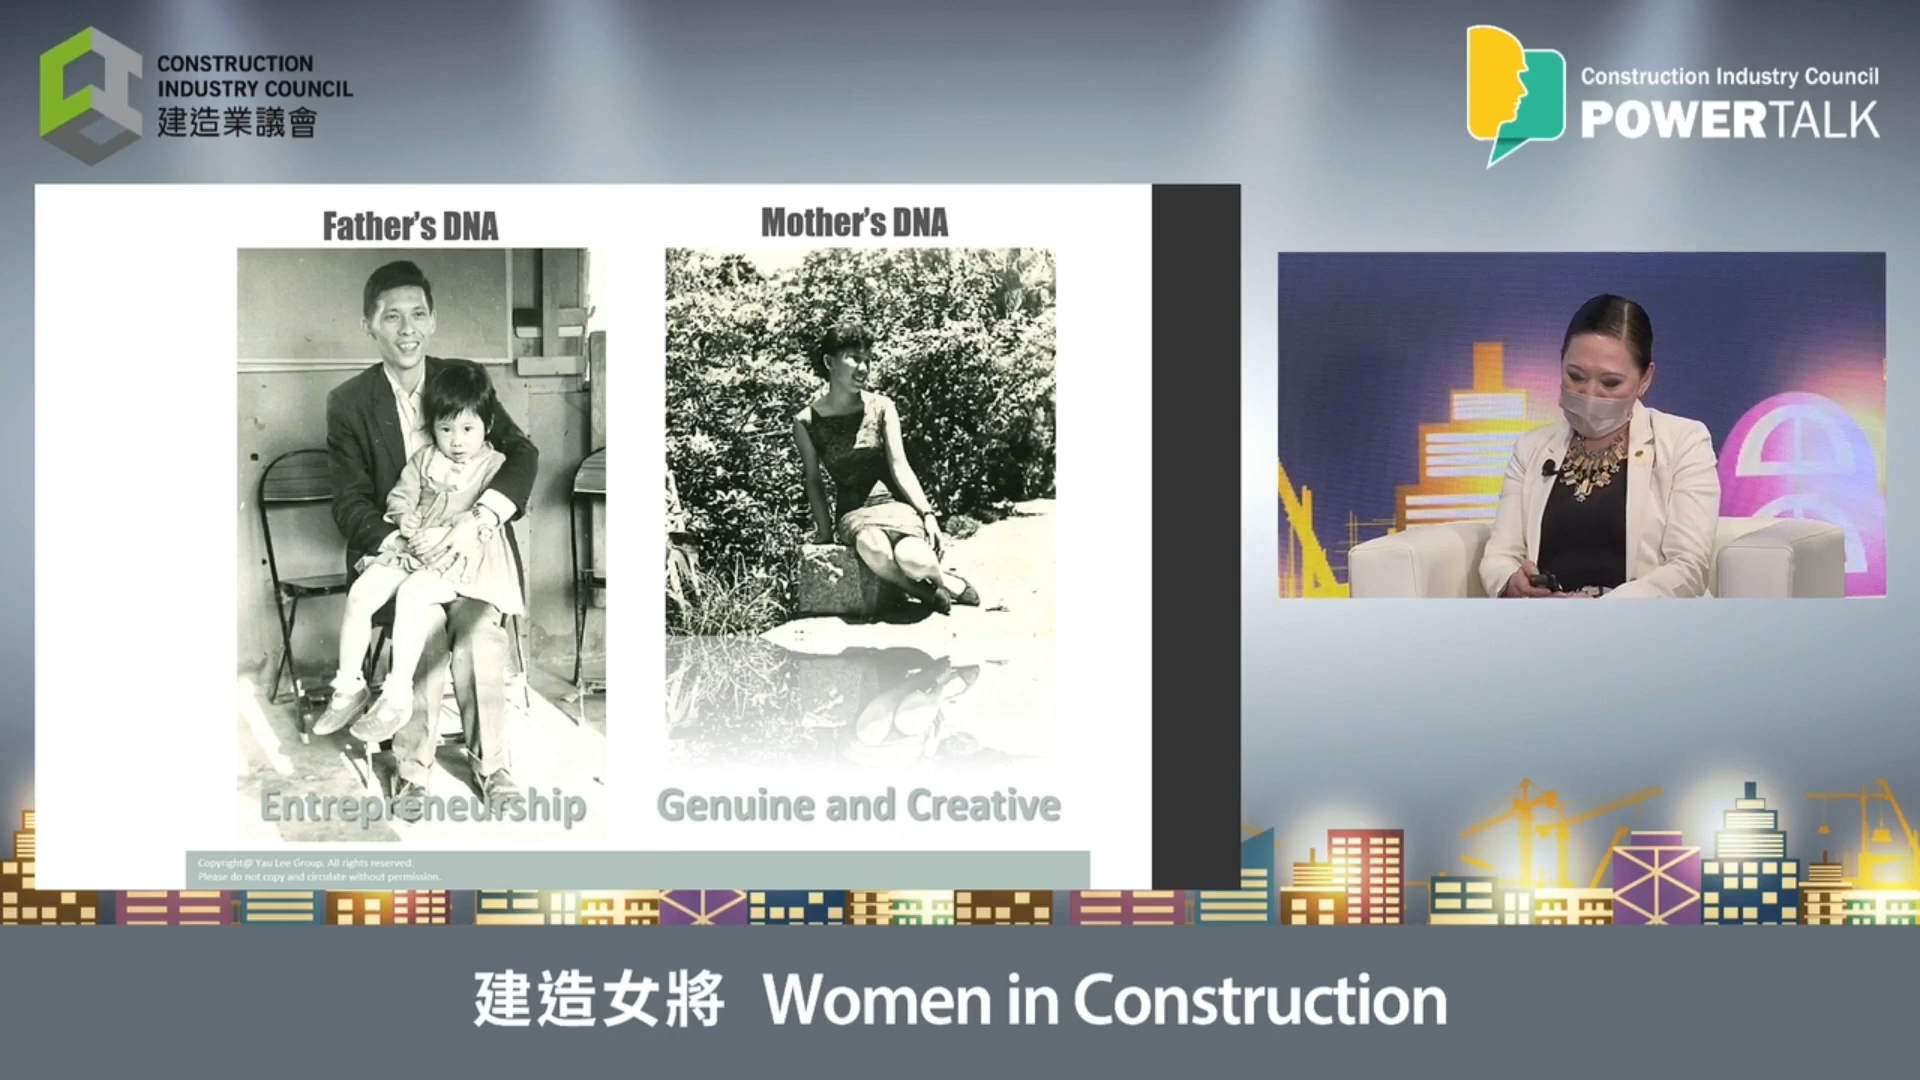 CONSTRUCTION
INDUSTRY COUNCIL
建造業議會
Construction Industry Council
POWERTALK
Father's DNA
Mother's DNA
Entrepreneurship
Genuine and Creative
Copyright@ Yau Lee Group. All rights reserved.
Please do not copy and circulate without permission.
建造女將 Women in Construction